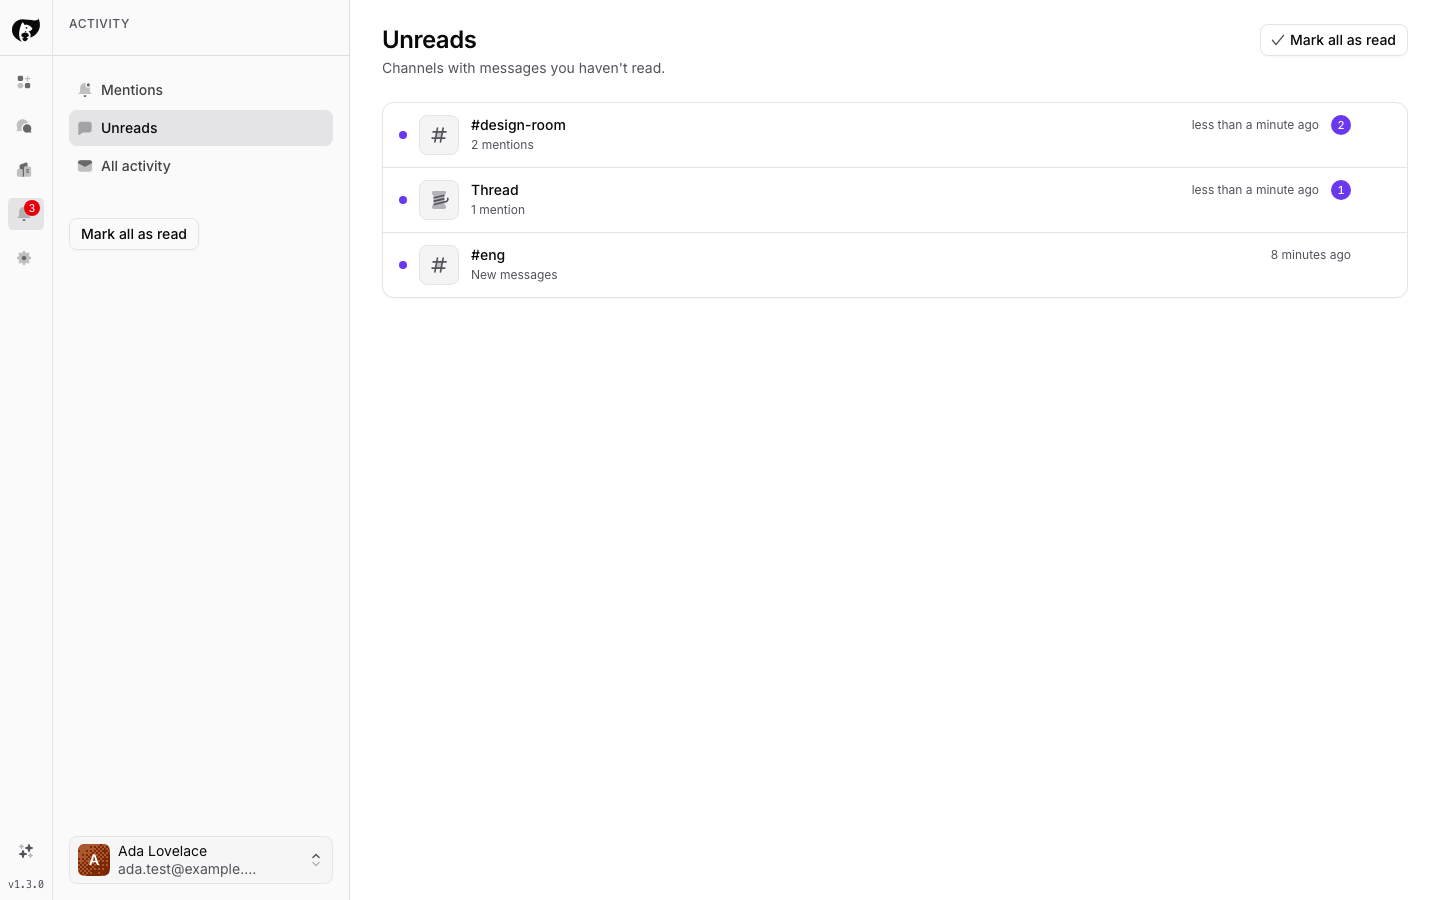 ACTIVITY
Mentions
Unreads
All activity
3
Mark all as read
A
Ada Lovelace
ada.test@example....
v1.3.0
Unreads
Channels with messages you haven't read.
Mark all as read
#design-room
2 mentions
less than a minute ago
2
Thread
1 mention
less than a minute ago
1
#eng
New messages
8 minutes ago